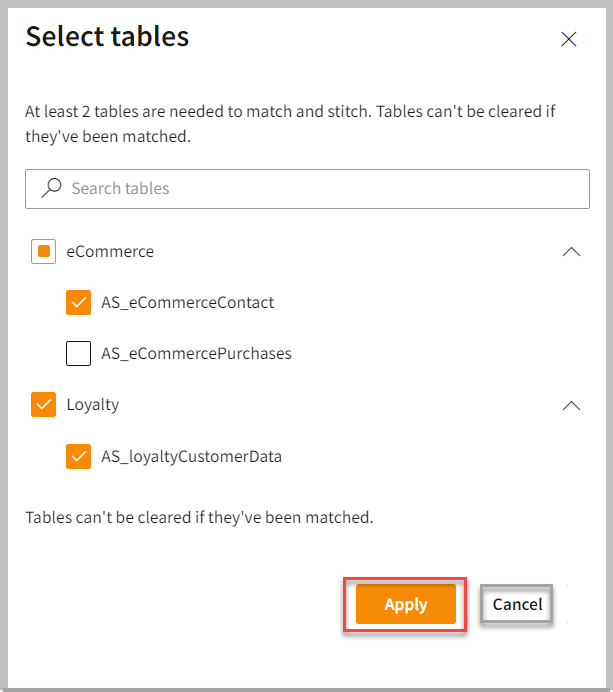 Select tables
At least 2 tables are needed to match and stitch. Tables can't be cleared if
they've been matched.
Search tables
eCommerce
AS_eCommerceContact
AS_eCommercePurchases
Loyalty
AS_loyaltyCustomerData
Tables can't be cleared if they've been matched.
Apply
Cancel